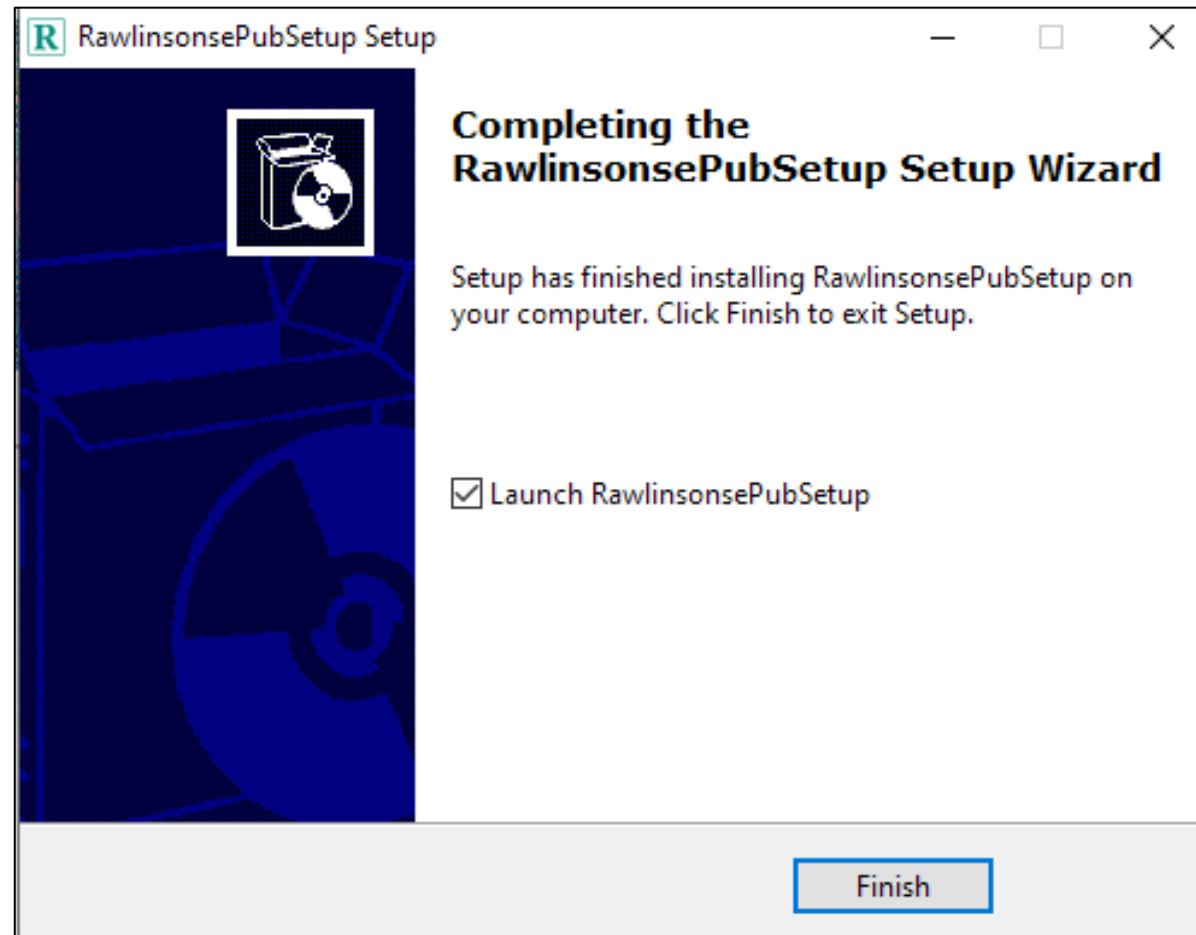 R RawlinsonsePubSetup Setup
Completing the
RawlinsonsePubSetup Setup Wizard
Setup has finished installing RawlinsonsePubSetup on
your computer. Click Finish to exit Setup.
Launch RawlinsonsePubSetup
Finish